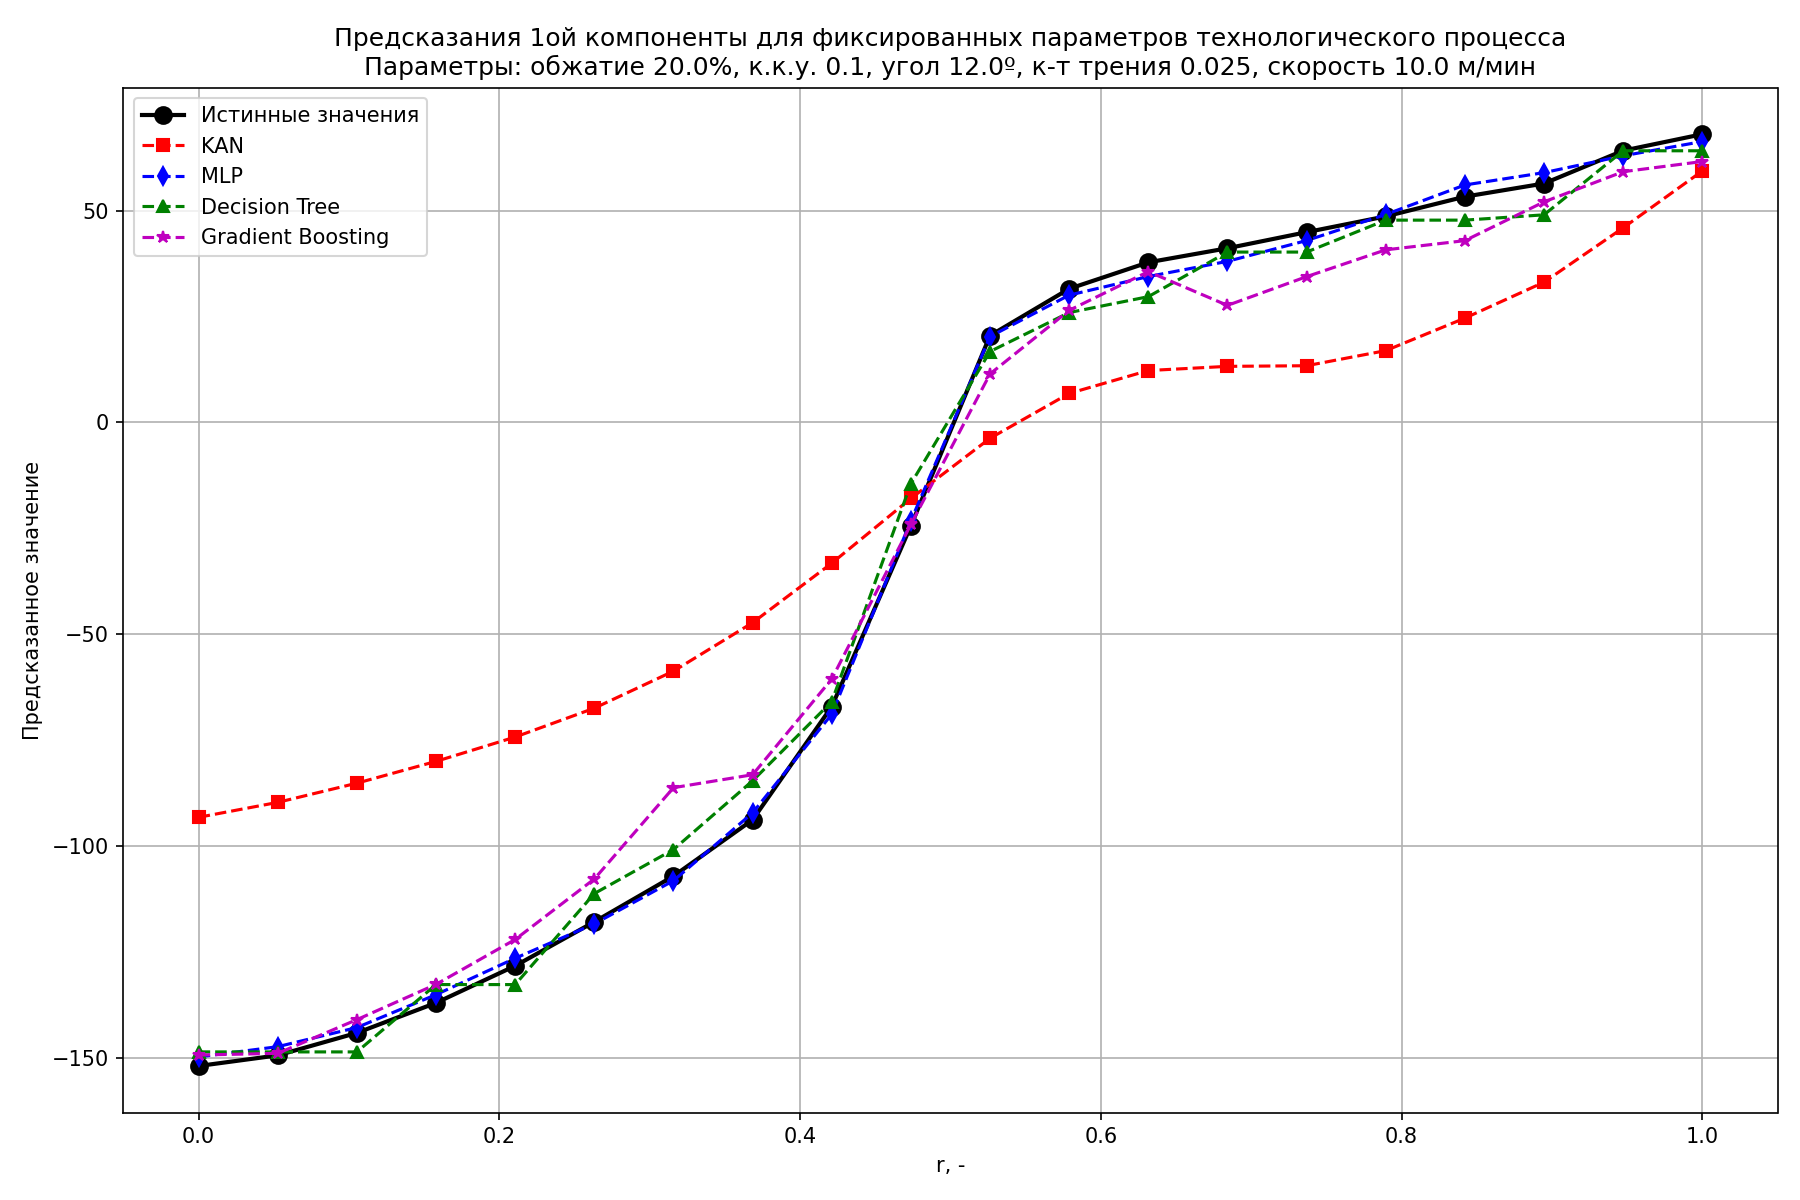 Предсказания 1ой компоненты для фиксированных параметров технологического процесса
Параметры: обжатие 20.0%, к.к.у. 0.1, угол 12.0º, к-т трения 0.025, скорость 10.0 м/мин
Истинные значения
KAN
MLP
Decision Tree
Gradient Boosting
Предсказанное значение
50
0
−50
−100
−150
0.0
0.2
0.4
0.6
0.8
1.0
r, -